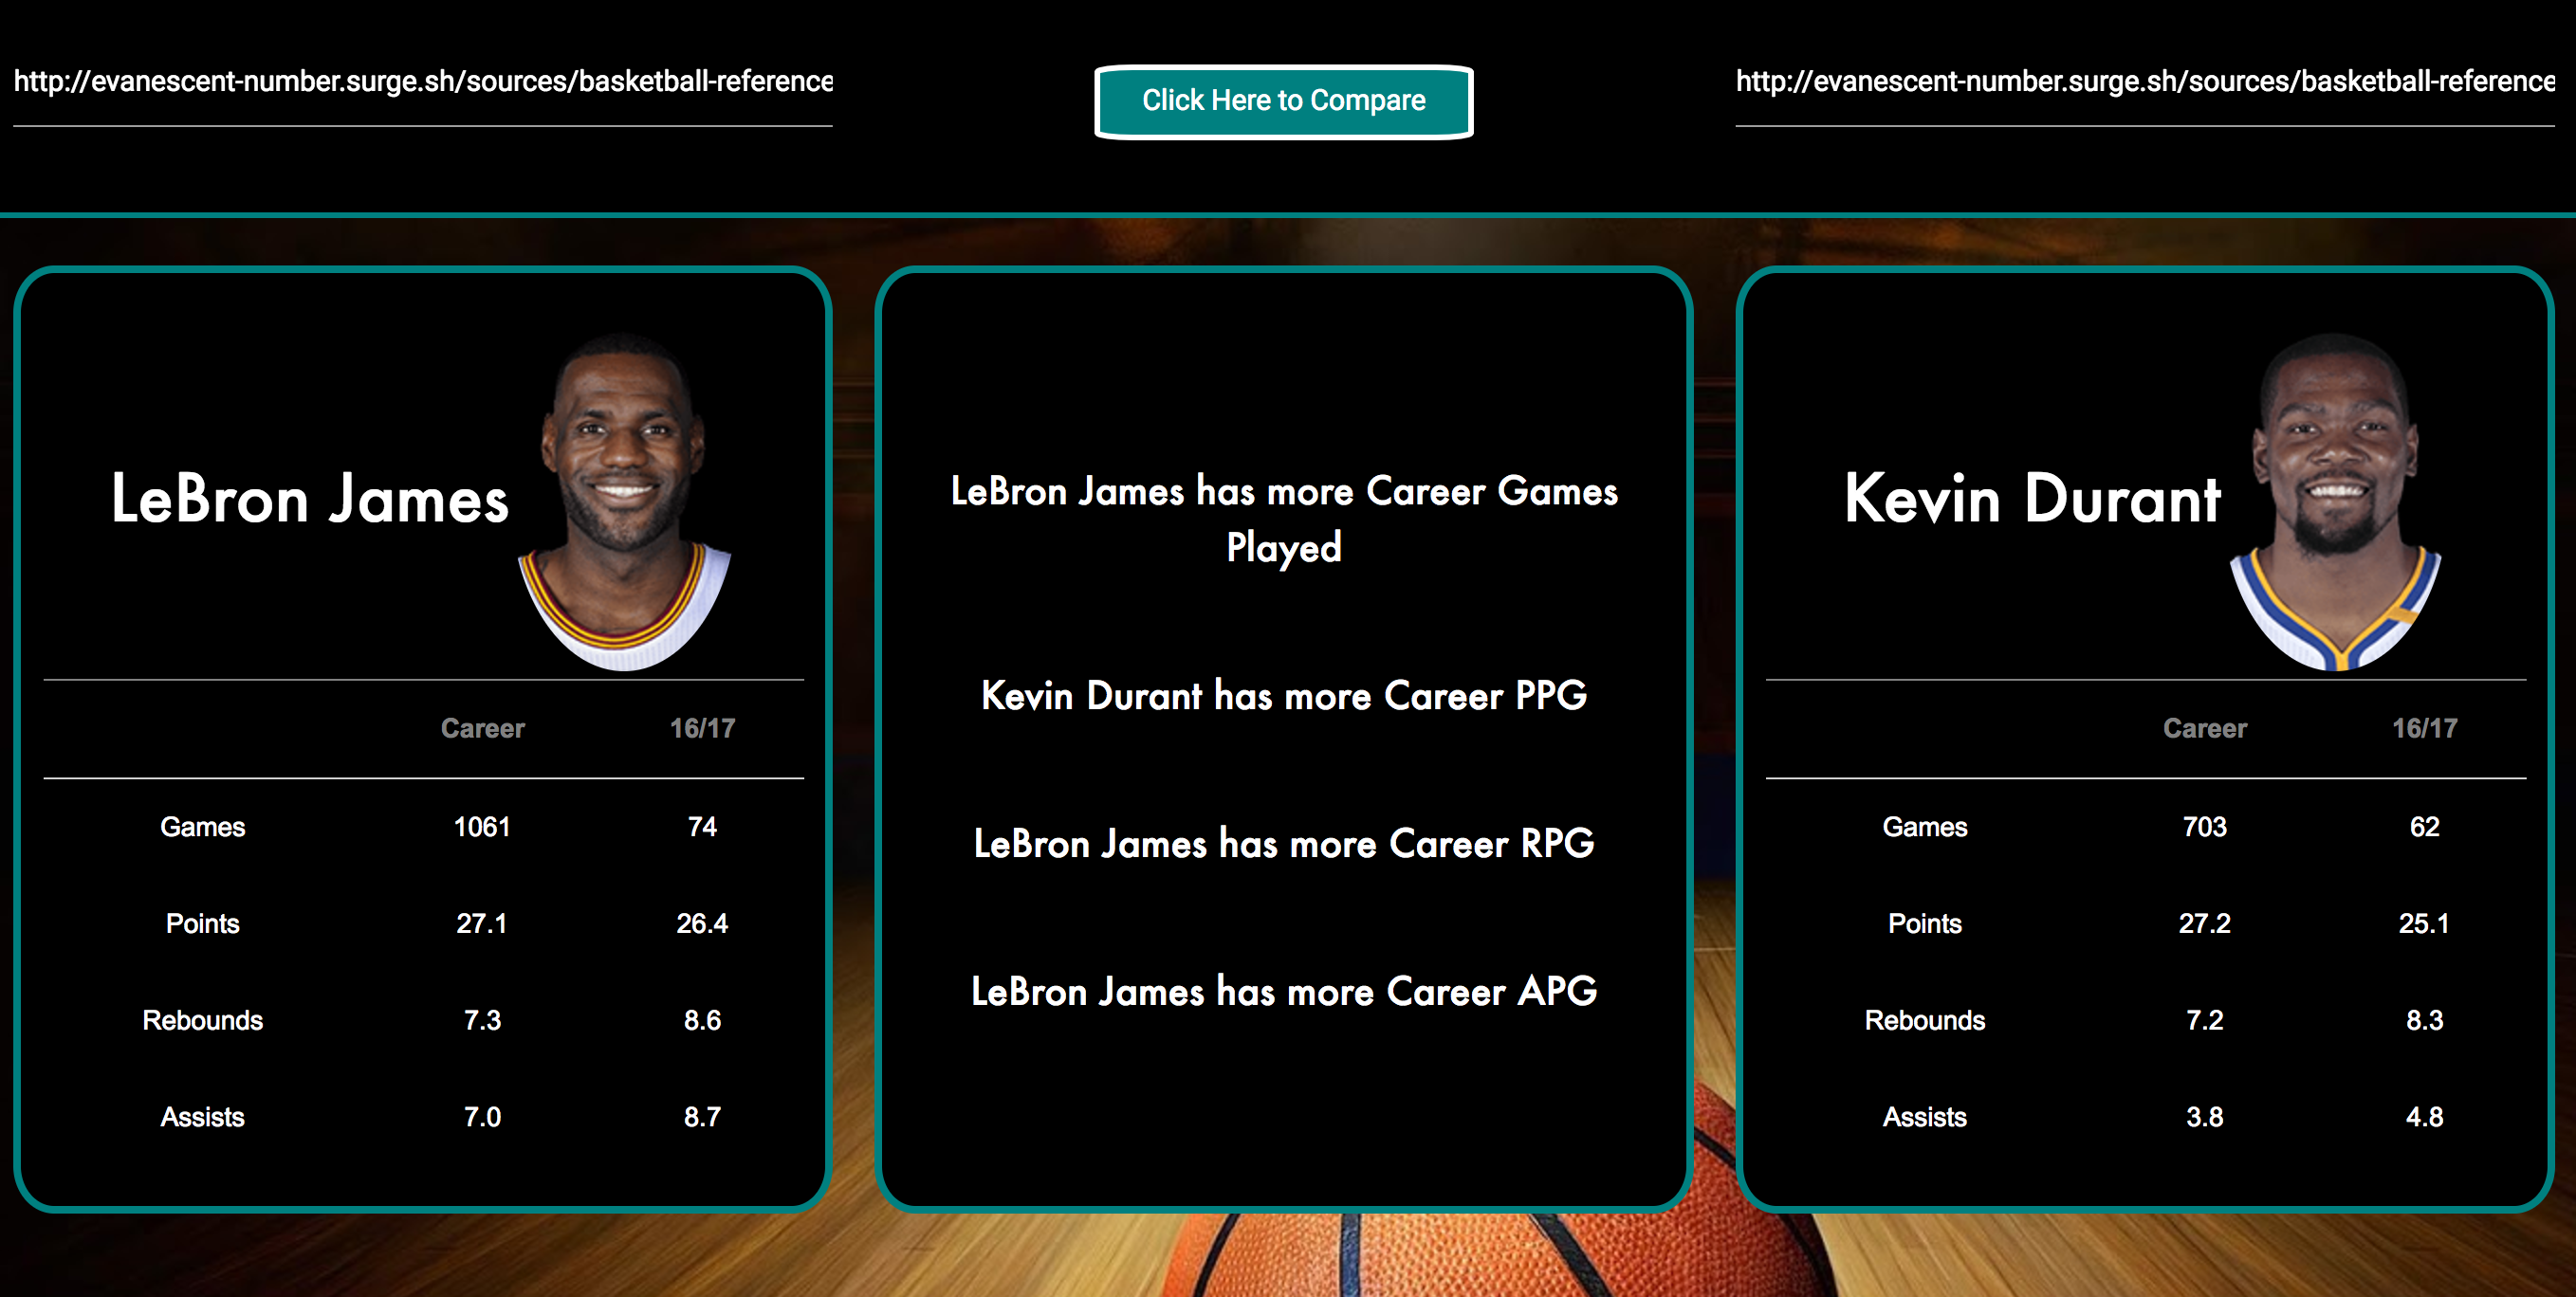 http://evanescent-number.surge.sh/sources/basketball-reference
Click Here to Compare
http://evanescent-number.surge.sh/sources/basketball-reference
LeBron James
Career 16/17
Games 1061 74
Points 27.1 26.4
Rebounds 7.3 8.6
Assists 7.0 8.7
LeBron James has more Career Games
Played
Kevin Durant has more Career PPG
LeBron James has more Career RPG
LeBron James has more Career APG
Kevin Durant
Career 16/17
Games 703 62
Points 27.2 25.1
Rebounds 7.2 8.3
Assists 3.8 4.8